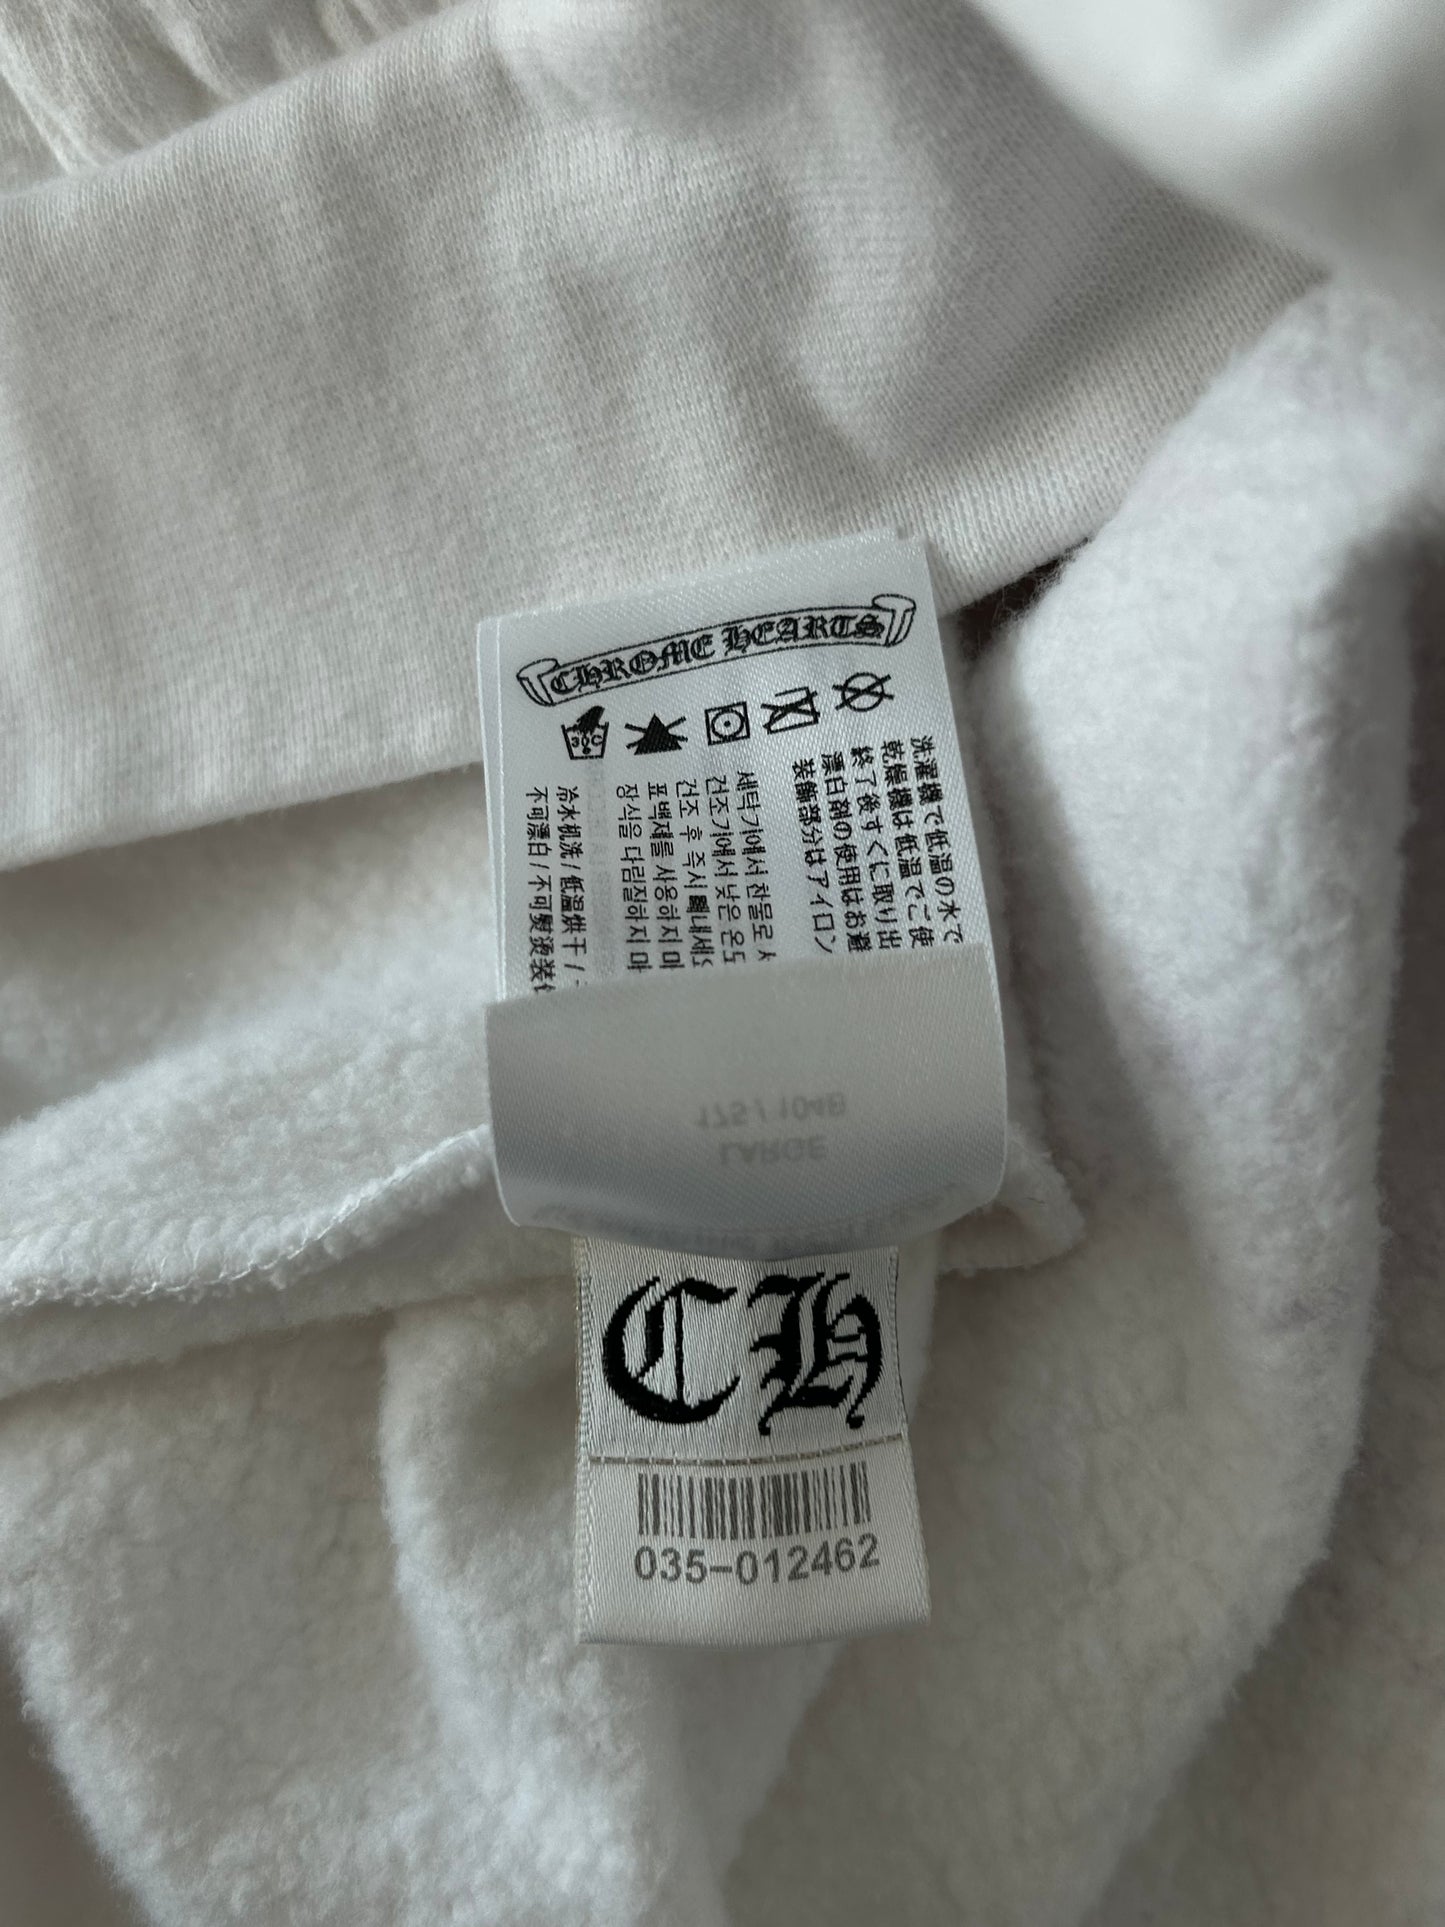 CHROME HEARTS
30C
洗濯機で低温の水で
乾燥機は低温でご使
終了後すぐに取り出
漂白剤の使用はお避
装飾部分はアイロン
세탁기에서 찬물로
건조기에서 낮은 온도
건조 후 즉시 빼내세요
표백제를 사용하지 마
장식을 다림질하지 마
冷水机洗/低温烘干/
不可漂白/不可熨烫装
175/104B
LARGE
CH
035-012462